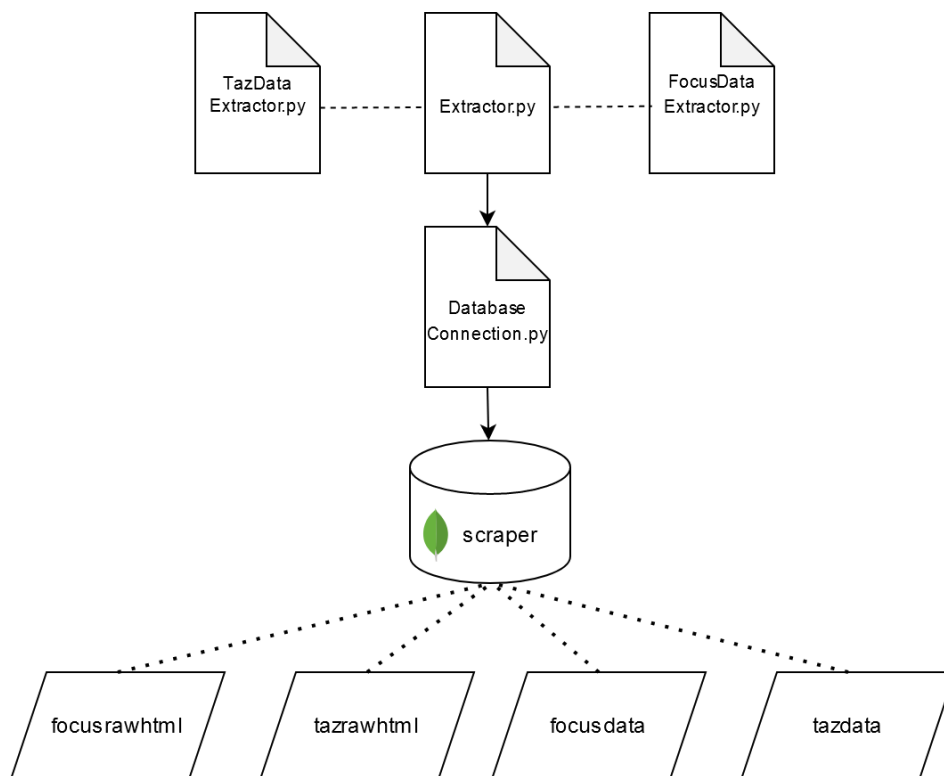 TazData
Extractor.py
Extractor.py
FocusData
Extractor.py
Database
Connection.py
scraper
focusrawhtml
tazrawhtml
focusdata
tazdata